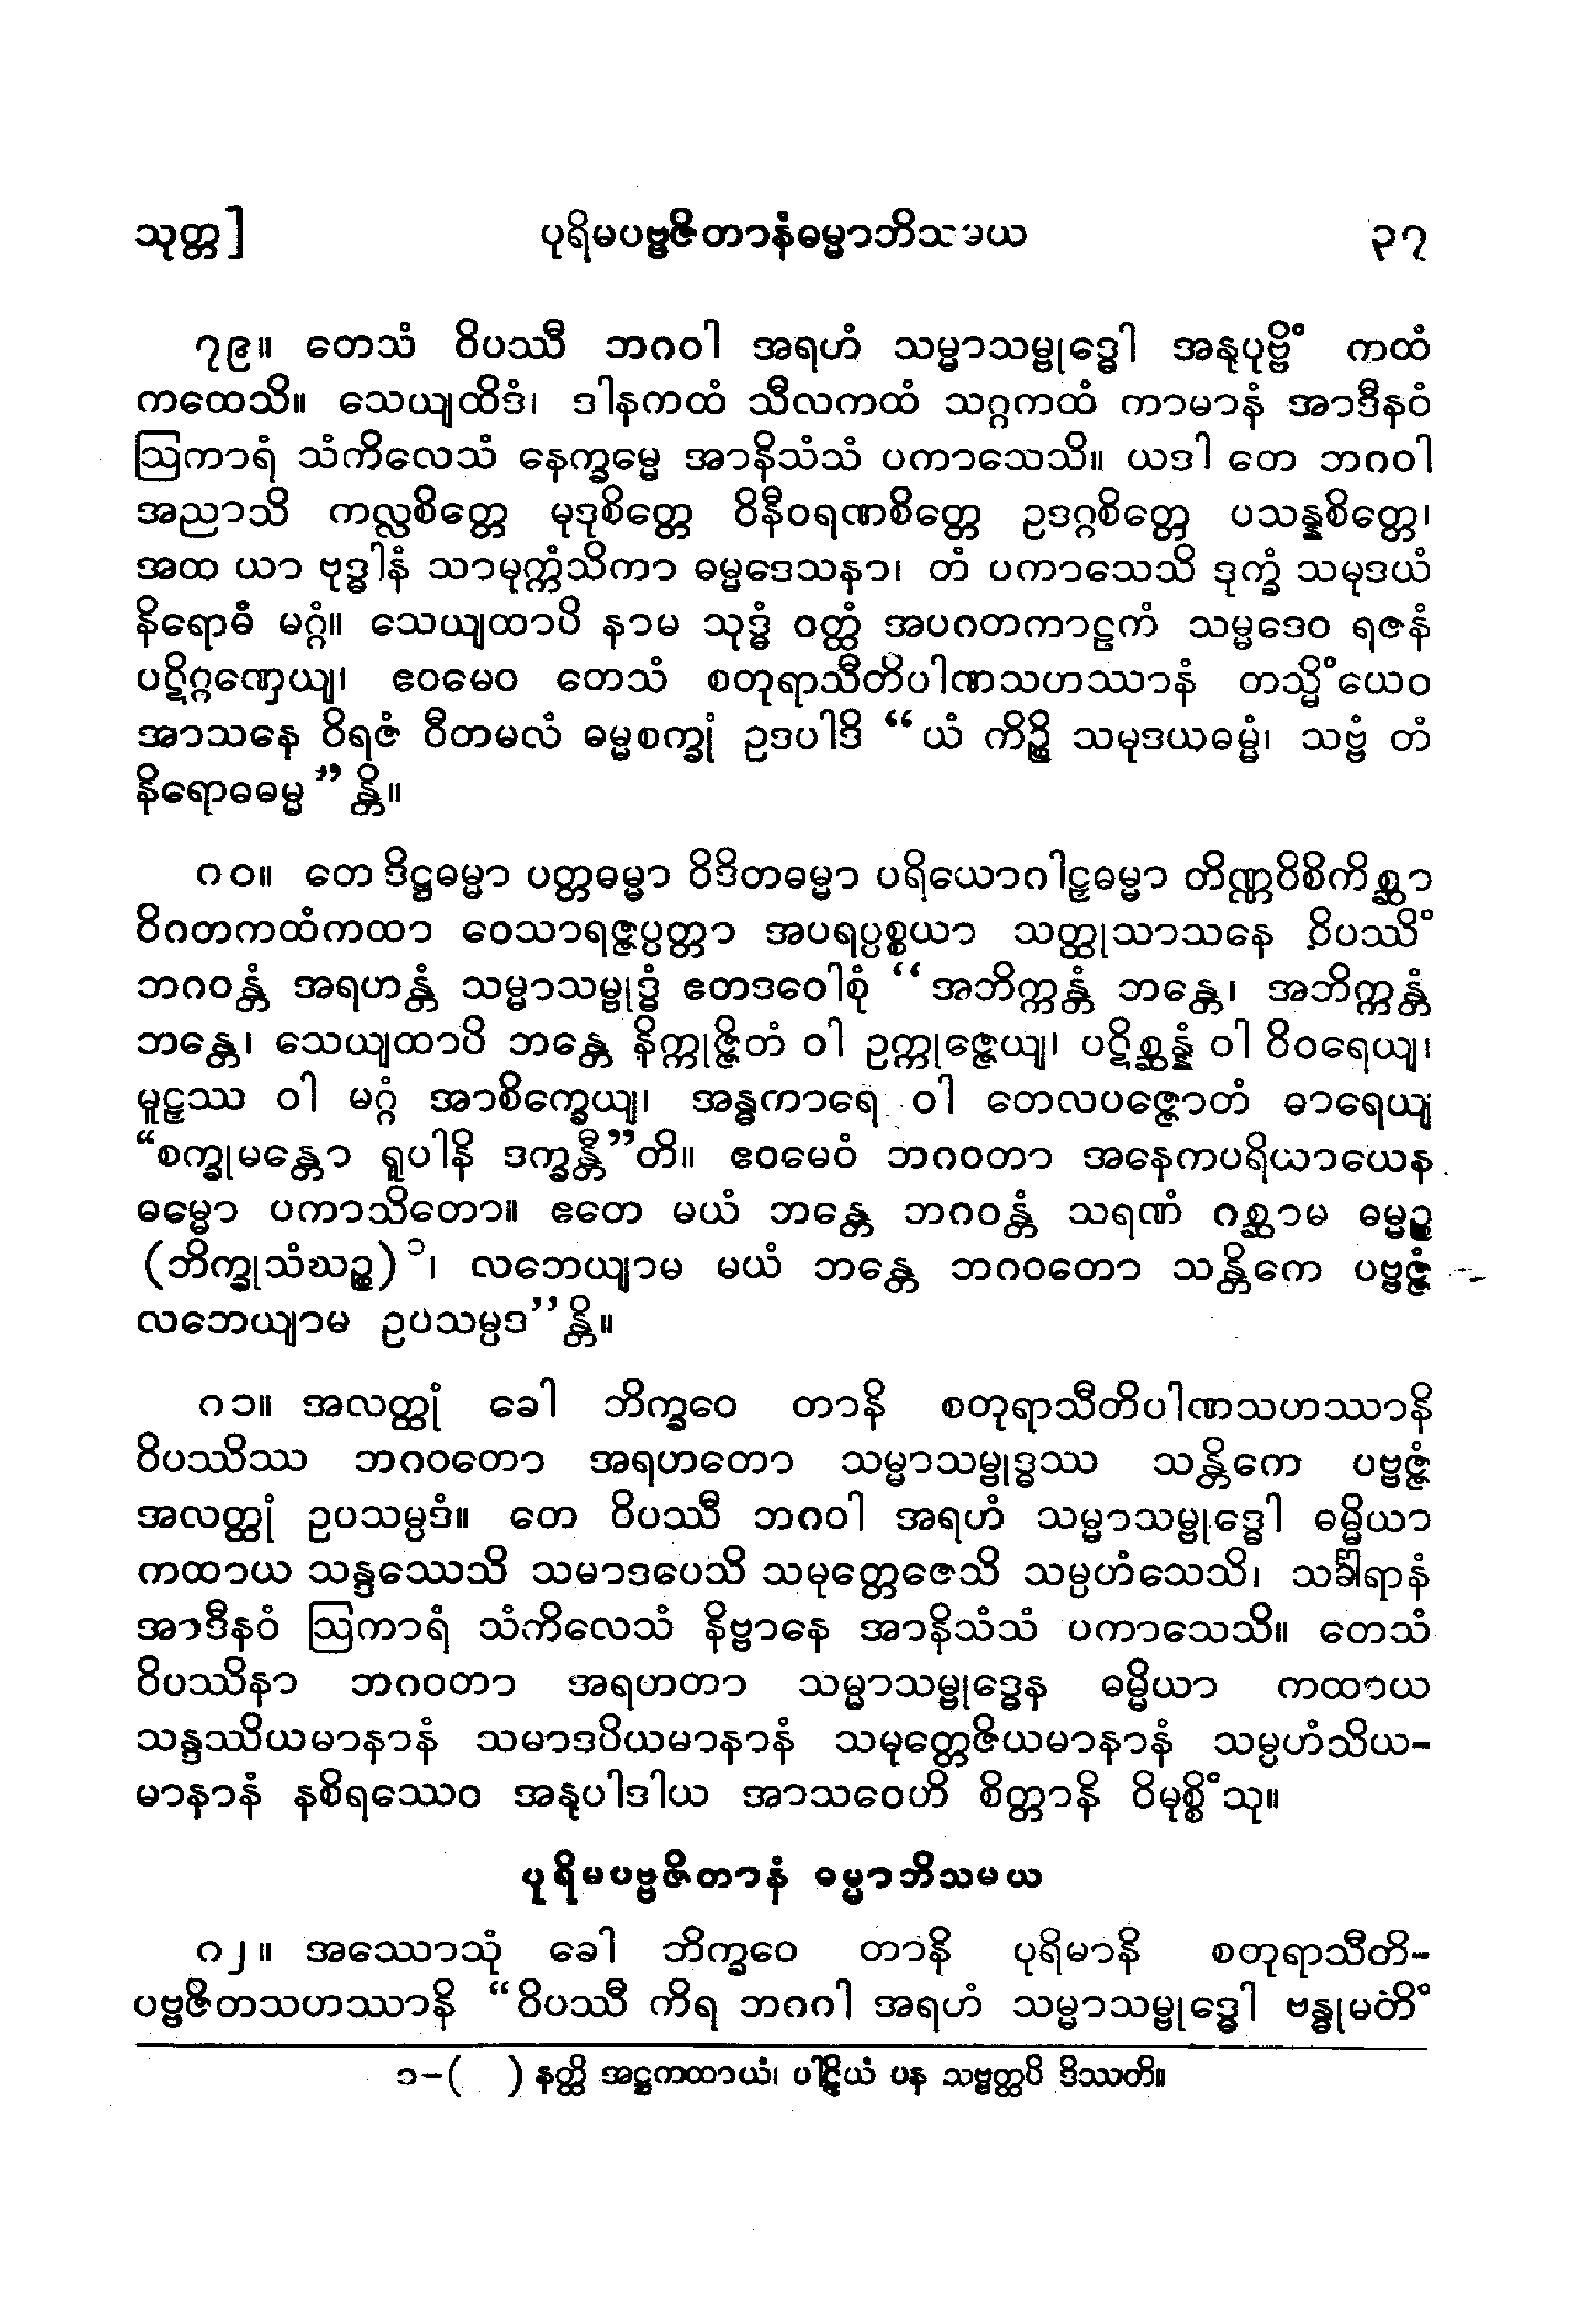 သုတ္တ] ပုရိမပဗ္ဗဇိတာနံဓမ္မာဘိသမယ ၃၇
၇၉။ တေသံ ဝိပဿီ ဘဂဝါ အရဟံ သမ္မာသမ္ဗုဒ္ဓေါ အနုပုဗ္ဗိံ ကထံ
ကထေသိ။ သေယျထိဒံ၊ ဒါနကထံ သီလကထံ သဂ္ဂကထံ ကာမာနံ အာဒီနဝံ
ဩကာရံ သံကိလေသံ နေက္ခမ္မေ အာနိသံသံ ပကာသေသိ။ ယဒါ တေ ဘဂဝါ
အညာသိ ကလ္လစိတ္တေ မုဒုစိတ္တေ ဝိနီဝရဏစိတ္တေ ဥဒဂ္ဂစိတ္တေ ပသန္နစိတ္တေ၊
အထ ယာ ဗုဒ္ဓါနံ သာမုက္ကံသိကာ ဓမ္မဒေသနာ၊ တံ ပကာသေသိ ဒုက္ခံ သမုဒယံ
နိရောဓံ မဂ္ဂံ။ သေယျထာပိ နာမ သုဒ္ဓံ ဝတ္ထံ အပဂတကာဠကံ သမ္မဒေဝ ရဇနံ
ပဋိဂ္ဂဏှေယျ၊ ဧဝမေဝ တေသံ စတုရာသီတိပါဏသဟဿာနံ တသ္မိံယေဝ
အာသနေ ဝိရဇံ ဝီတမလံ ဓမ္မစက္ခုံ ဥဒပါဒိ “ယံ ကိဉ္စိ သမုဒယဓမ္မံ၊ သဗ္ဗံ တံ
နိရောဓဓမ္မ”န္တိ။
၈၀။ တေ ဒိဋ္ဌဓမ္မာ ပတ္တဓမ္မာ ဝိဒိတဓမ္မာ ပရိယောဂါဠှဓမ္မာ တိဏ္ဏဝိစိကိစ္ဆာ
ဝိဂတကထံကထာ ဝေသာရဇ္ဇပ္ပတ္တာ အပရပ္ပစ္စယာ သတ္ထုသာသနေ ဝိပဿိံ
ဘဂဝန္တံ အရဟန္တံ သမ္မာသမ္ဗုဒ္ဓံ ဧတဒဝေါစုံ “အဘိက္ကန္တံ ဘန္တေ၊ အဘိက္ကန္တံ
ဘန္တေ၊ သေယျထာပိ ဘန္တေ နိက္ကုဇ္ဇိတံ ဝါ ဥက္ကုဇ္ဇေယျ၊ ပဋိစ္ဆန္နံ ဝါ ဝိဝရေယျ၊
မူဠှဿ ဝါ မဂ္ဂံ အာစိက္ခေယျ၊ အန္ဓကာရေ ဝါ တေလပဇ္ဇောတံ ဓာရေယျ
“စက္ခုမန္တော ရူပါနိ ဒက္ခန္တီ”တိ။ ဧဝမေဝံ ဘဂဝတာ အနေကပရိယာယေန
ဓမ္မော ပကာသိတော။ ဧတေ မယံ ဘန္တေ ဘဂဝန္တံ သရဏံ ဂစ္ဆာမ ဓမ္မဉ္စ
(ဘိက္ခုသံဃဉ္စ)၁၊ လဘေယျာမ မယံ ဘန္တေ ဘဂဝတော သန္တိကေ ပဗ္ဗဇ္ဇံ
လဘေယျာမ ဥပသမ္ပဒ”န္တိ။
၈၁။ အလတ္ထုံ ခေါ ဘိက္ခဝေ တာနိ စတုရာသီတိပါဏသဟဿာနိ
ဝိပဿိဿ ဘဂဝတော အရဟတော သမ္မာသမ္ဗုဒ္ဓဿ သန္တိကေ ပဗ္ဗဇ္ဇံ
အလတ္ထုံ ဥပသမ္ပဒံ။ တေ ဝိပဿီ ဘဂဝါ အရဟံ သမ္မာသမ္ဗုဒ္ဓေါ ဓမ္မိယာ
ကထာယ သန္ဒဿေသိ သမာဒပေသိ သမုတ္တေဇေသိ သမ္ပဟံသေသိ၊ သင်္ခါရာနံ
အာဒီနဝံ ဩကာရံ သံကိလေသံ နိဗ္ဗာနေ အာနိသံသံ ပကာသေသိ။ တေသံ
ဝိပဿိနာ ဘဂဝတာ အရဟတာ သမ္မာသမ္ဗုဒ္ဓေန ဓမ္မိယာ ကထာယ
သန္ဒဿိယမာနာနံ သမာဒပိယမာနာနံ သမုတ္တေဇိယမာနာနံ သမ္ပဟံသိယ-
မာနာနံ နစိရဿေဝ အနုပါဒါယ အာသဝေဟိ စိတ္တာနိ ဝိမုစ္စိံသု။
ပုရိမပဗ္ဗဇိတာနံ ဓမ္မာဘိသမယ
၈၂။ အဿောသုံ ခေါ ဘိက္ခဝေ တာနိ ပုရိမာနိ စတုရာသီတိ-
ပဗ္ဗဇိတသဟဿာနိ “ဝိပဿီ ကိရ ဘဂဂါ အရဟံ သမ္မာသမ္ဗုဒ္ဓေါ ဗန္ဓုမတိံ
၁-( ) နတ္ထိ အဋ္ဌကထာယံ၊ ပါဠိယံ ပန သဗ္ဗတ္ထပိ ဒိဿတိ။